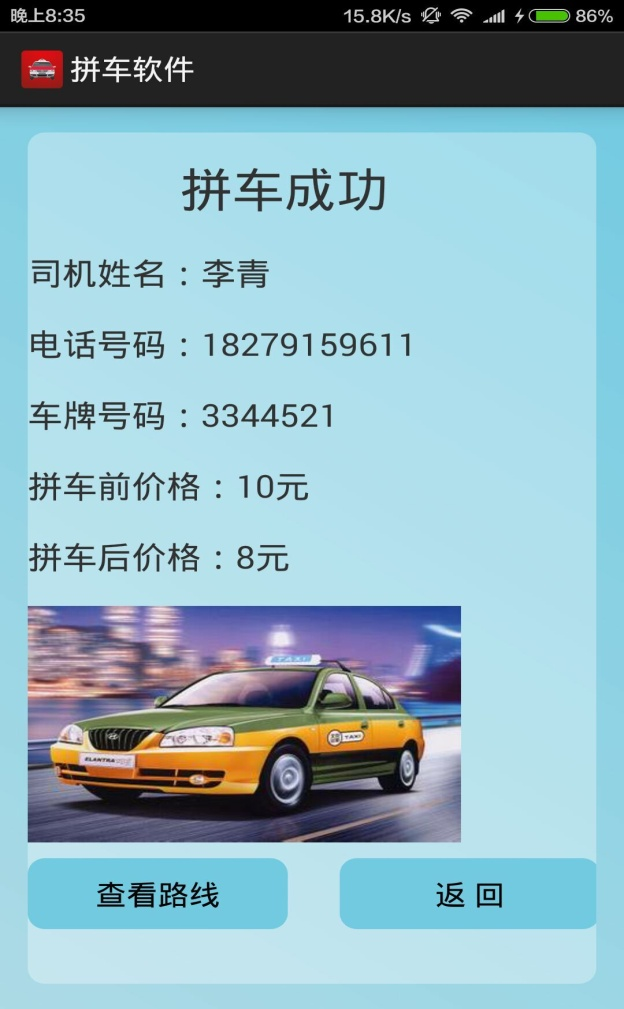 晚上8:35 15.8K/s 86%
拼车软件
拼车成功
司机姓名：李青
电话号码：18279159611
车牌号码：3344521
拼车前价格：10元
拼车后价格：8元
TAXI
TAXI
ELANTRA
查看路线 返 回